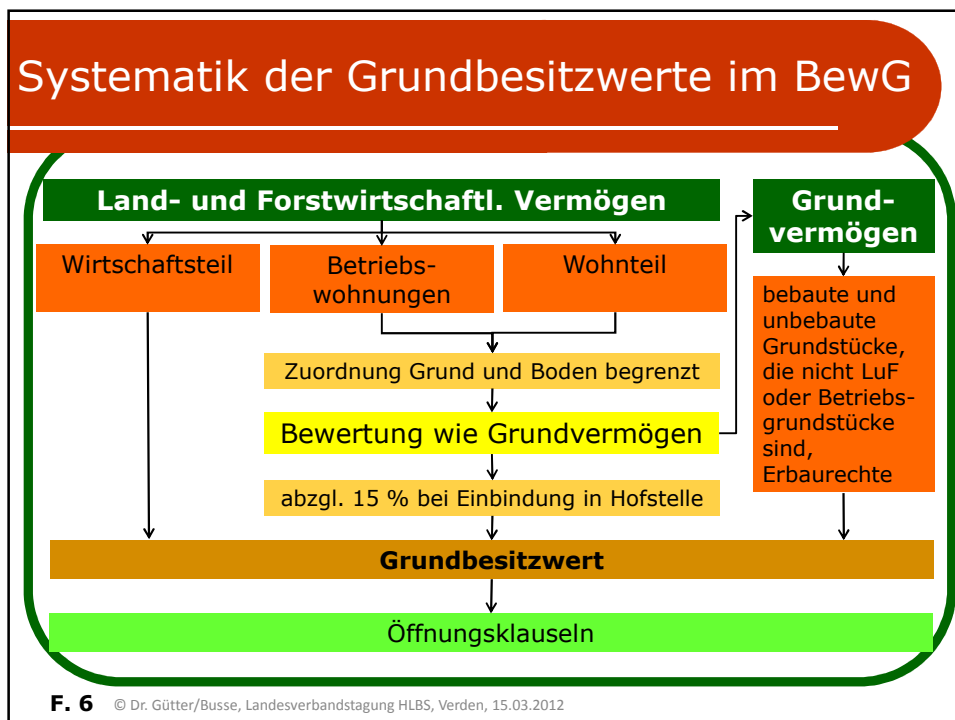 Systematik der Grundbesitzwerte im BewG
Land- und Forstwirtschaftl. Vermögen
Grund-
vermögen
Wirtschaftsteil
Betriebs-
wohnungen
Wohnteil
bebaute und
unbebaute
Grundstücke,
die nicht LuF
oder Betriebs-
grundstücke
sind,
Erbaurechte
Zuordnung Grund und Boden begrenzt
Bewertung wie Grundvermögen
abzgl. 15 % bei Einbindung in Hofstelle
Grundbesitzwert
Öffnungsklauseln
F. 6 © Dr. Gütter/Busse, Landesverbandstagung HLBS, Verden, 15.03.2012